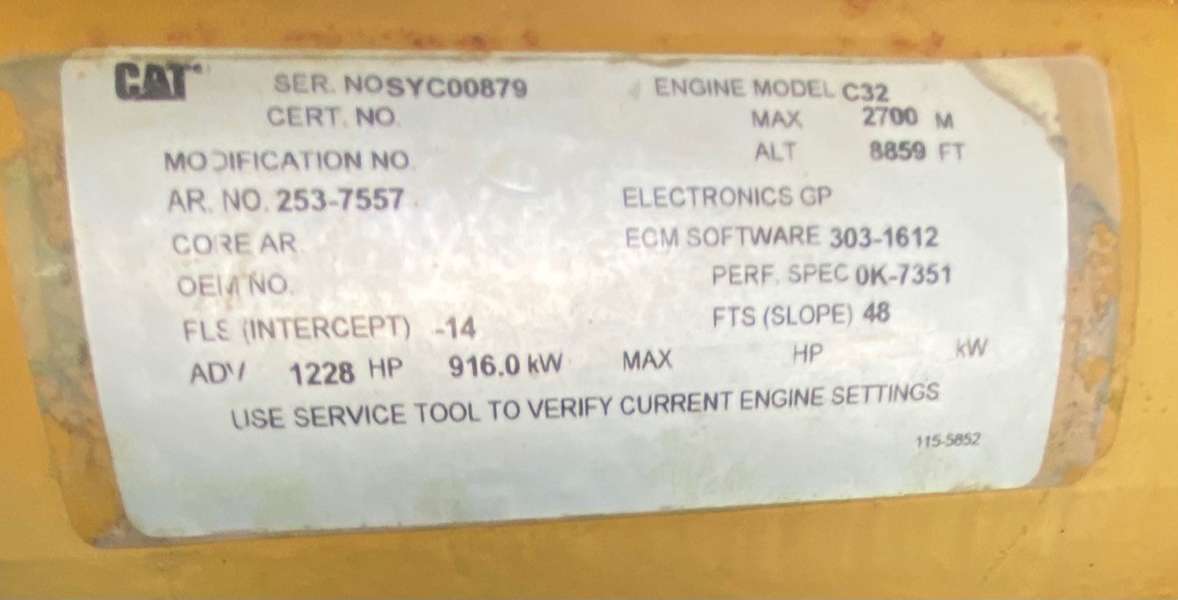 CAT SER. NO SYC00879 ENGINE MODEL C32
CERT. NO. MAX 2700 M
MODIFICATION NO. ALT 8859 FT
AR. NO. 253-7557 ELECTRONICS GP
CORE AR ECM SOFTWARE 303-1612
OEM NO. PERF. SPEC 0K-7351
FLS (INTERCEPT) -14 FTS (SLOPE) 48
ADV 1228 HP 916.0 kW MAX HP kW
USE SERVICE TOOL TO VERIFY CURRENT ENGINE SETTINGS
115-5852